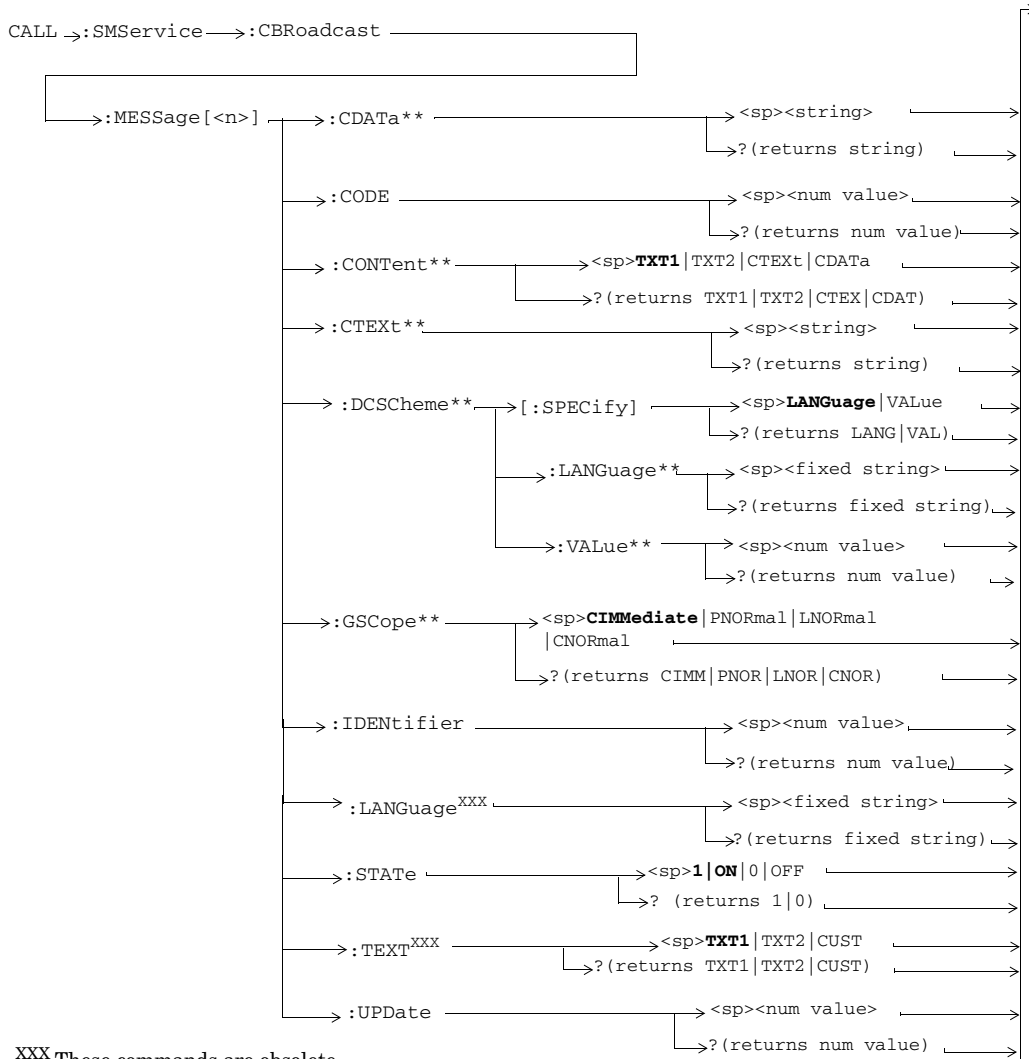 CALL :SMService :CBRoadcast
:MESSage[<n>] :CDATa** <sp><string>
?(returns string)
:CODE <sp><num value>
?(returns num value)
:CONTent** <sp>TXT1|TXT2|CTEXt|CDATa
?(returns TXT1|TXT2|CTEX|CDAT)
:CTEXt** <sp><string>
?(returns string)
:DCSCheme** [:SPECify] <sp>LANGuage|VALue
?(returns LANG|VAL)
:LANGuage** <sp><fixed string>
?(returns fixed string)
:VALue** <sp><num value>
?(returns num value)
:GSCope** <sp>CIMMediate|PNORmal|LNORmal
|CNORmal
?(returns CIMM|PNOR|LNOR|CNOR)
:IDENtifier <sp><num value>
?(returns num value)
:LANGuageXXX <sp><fixed string>
?(returns fixed string)
:STATe <sp>1|ON|0|OFF
? (returns 1|0)
:TEXTXXX <sp>TXT1|TXT2|CUST
?(returns TXT1|TXT2|CUST)
:UPDate <sp><num value>
?(returns num value)
XXX These commands are obsolete